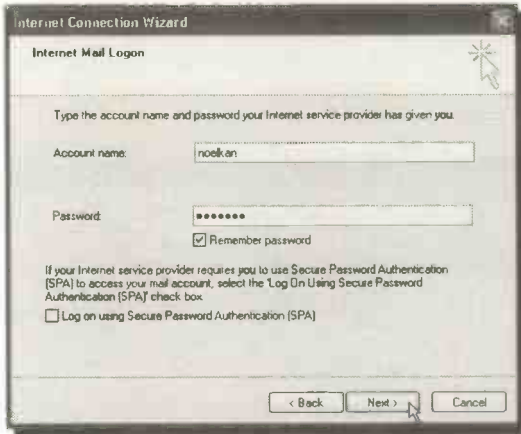 Internet Connection Wizard
Internet Mail Logon
Type the account name and password your Internet service provider has given you.
Account name:
noelkan
Password:
•••••••
Remember password
If your Internet service provider requires you to use Secure Password Authentication
(SPA) to access your mail account, select the 'Log On Using Secure Password
Authentication (SPA)' check box.
Log on using Secure Password Authentication (SPA)
< Back
Next >
Cancel